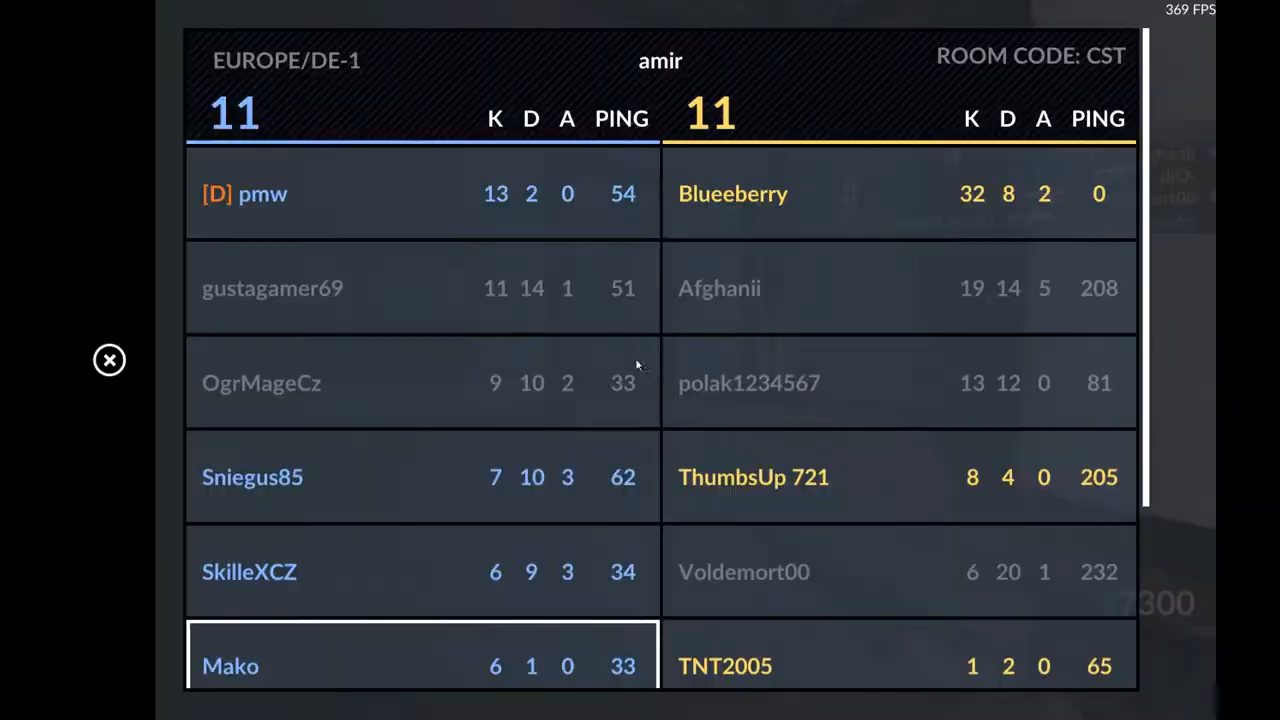 369 FPS
EUROPE/DE-1 amir ROOM CODE: CST
11 K D A PING 11 K D A PING
[D] pmw 13 2 0 54 Blueeberry 32 8 2 0
gustagamer69 11 14 1 51 Afghanii 19 14 5 208
OgrMageCz 9 10 2 33 polak1234567 13 12 0 81
Sniegus85 7 10 3 62 ThumbsUp 721 8 4 0 205
SkilleXCZ 6 9 3 34 Voldemort00 6 20 1 232
7300
Mako 6 1 0 33 TNT2005 1 2 0 65